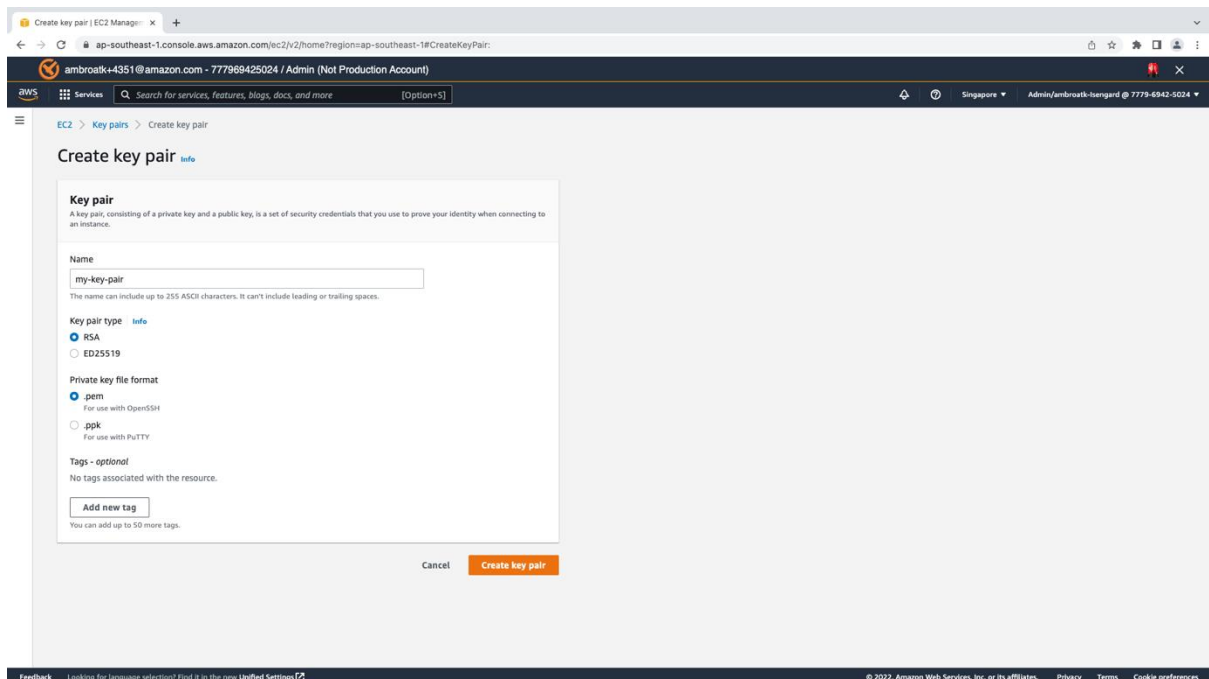 Create key pair | EC2 Manager
ap-southeast-1.console.aws.amazon.com/ec2/v2/home?region=ap-southeast-1#CreateKeyPair:
ambroatk+4351@amazon.com - 777969425024 / Admin (Not Production Account)
aws Services Search for services, features, blogs, docs, and more [Option+S] Singapore Admin/ambroatk-Isengard @ 7779-6942-5024
EC2 > Key pairs > Create key pair
Create key pair Info
Key pair
A key pair, consisting of a private key and a public key, is a set of security credentials that you use to prove your identity when connecting to
an instance.
Name
my-key-pair
The name can include up to 255 ASCII characters. It can't include leading or trailing spaces.
Key pair type Info
RSA
ED25519
Private key file format
.pem
For use with OpenSSH
.ppk
For use with PuTTY
Tags - optional
No tags associated with the resource.
Add new tag
You can add up to 50 more tags.
Cancel Create key pair
Feedback Looking for language selection? Find it in the new Unified Settings © 2022, Amazon Web Services, Inc. or its affiliates. Privacy Terms Cookie preferences